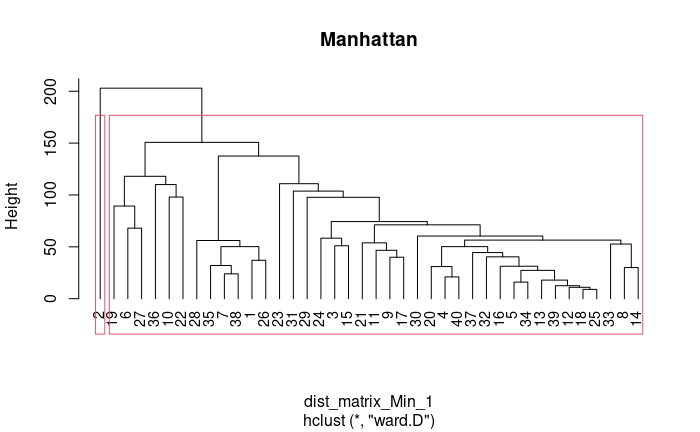 Manhattan
Height
200
150
100
50
0
2 19 6 27 36 10 22 28 35 7 38 1 26 23 31 29 24 3 15 21 11 9 17 30 20 4 40 37 32 16 5 34 13 39 12 18 25 33 8 14
dist_matrix_Min_1
hclust (*, "ward.D")